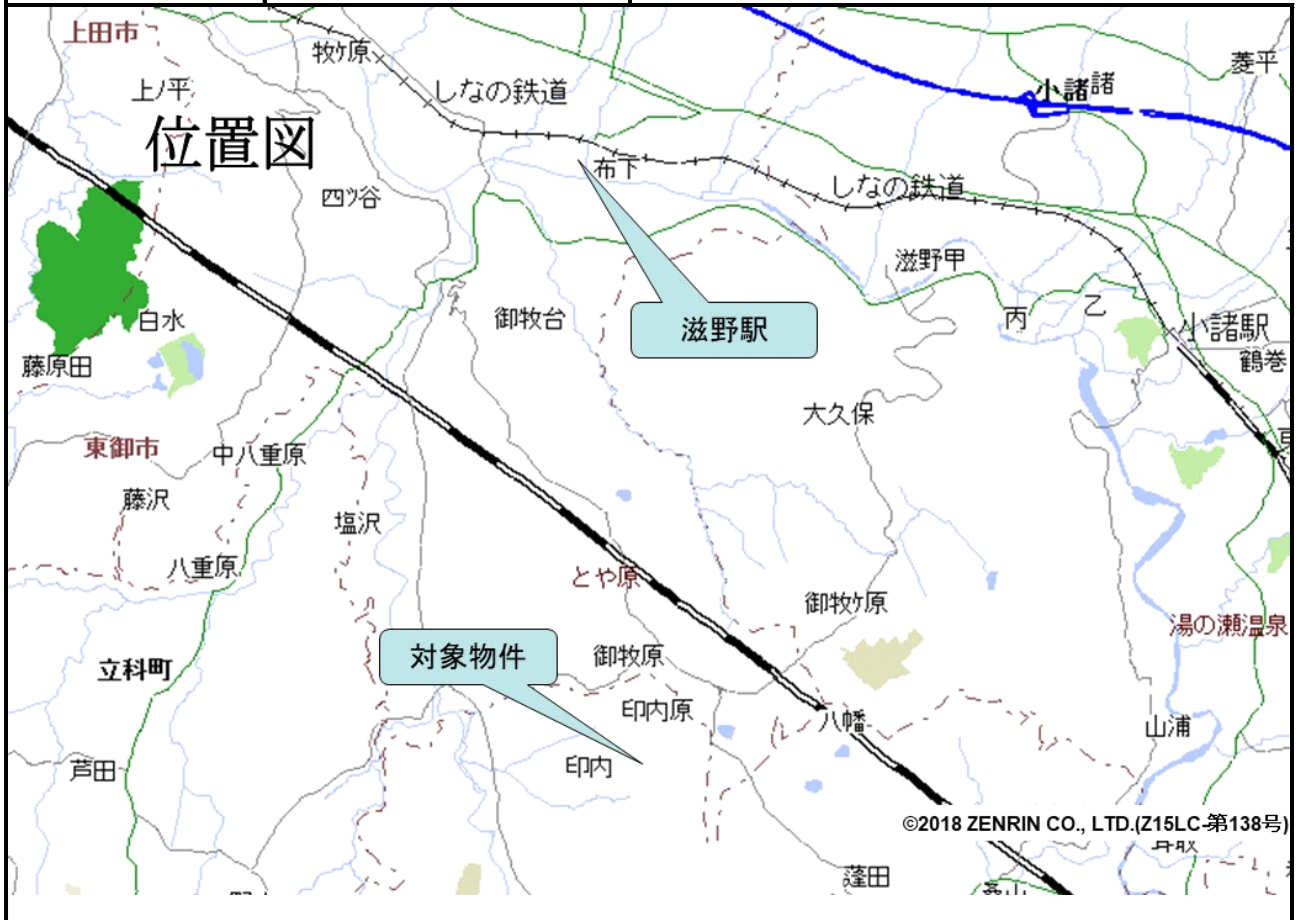 上田市
牧ケ原
菱平
上ノ平
しなの鉄道
小諸
諸
位置図
布下
四ツ谷
しなの鉄道
滋野甲
御牧台
丙
乙
白水
滋野駅
小諸駅
鶴巻
藤原田
大久保
東御市
中八重原
藤沢
塩沢
八重原
とや原
御牧ケ原
湯の瀬温泉
対象物件
御牧原
立科町
印内原
八幡
山浦
芦田
印内
©2018 ZENRIN CO., LTD.(Z15LC-第138号)
耳取
蓬田